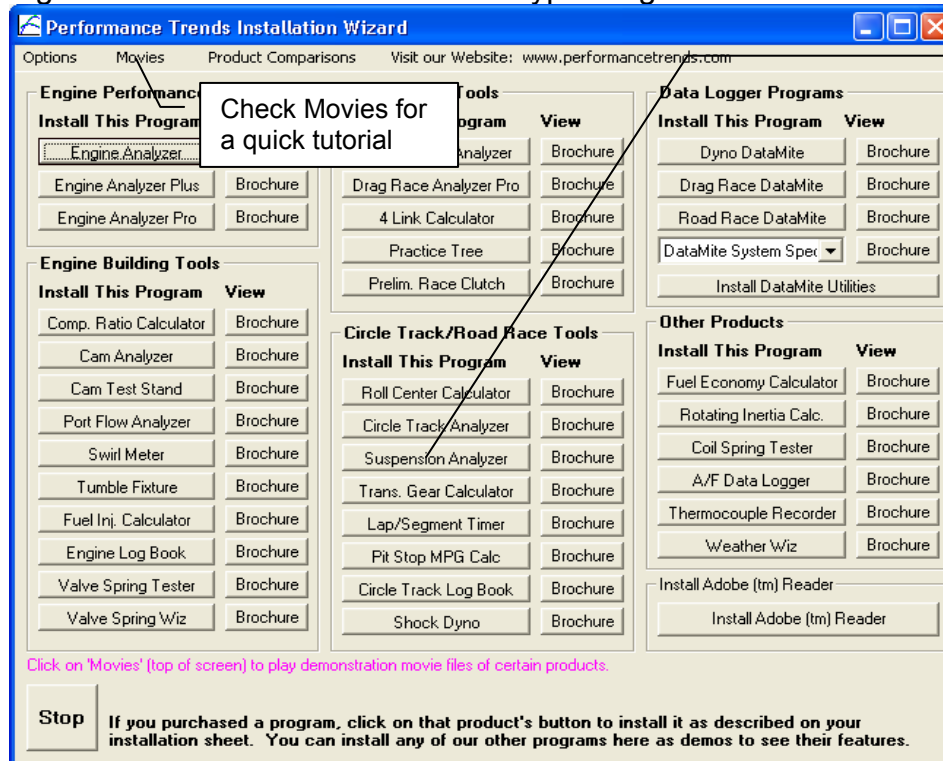 Performance Trends Installation Wizard
Options Movies Product Comparisons Visit our Website: www.performancetrends.com
Engine Performance
Install This Program
Engine Analyzer
Engine Analyzer Plus Brochure
Engine Analyzer Pro Brochure
Check Movies for
a quick tutorial
Engine Building Tools
Install This Program View
Comp. Ratio Calculator Brochure
Cam Analyzer Brochure
Cam Test Stand Brochure
Port Flow Analyzer Brochure
Swirl Meter Brochure
Tumble Fixture Brochure
Fuel Inj. Calculator Brochure
Engine Log Book Brochure
Valve Spring Tester Brochure
Valve Spring Wiz Brochure
Tools
View
Analyzer Brochure
Drag Race Analyzer Pro Brochure
4 Link Calculator Brochure
Practice Tree Brochure
Prelim. Race Clutch Brochure
Circle Track/Road Race Tools
Install This Program View
Roll Center Calculator Brochure
Circle Track Analyzer Brochure
Suspension Analyzer Brochure
Trans. Gear Calculator Brochure
Lap/Segment Timer Brochure
Pit Stop MPG Calc Brochure
Circle Track Log Book Brochure
Shock Dyno Brochure
Data Logger Programs
Install This Program View
Dyno DataMite Brochure
Drag Race DataMite Brochure
Road Race DataMite Brochure
DataMite System Spec Brochure
Install DataMite Utilities
Other Products
Install This Program View
Fuel Economy Calculator Brochure
Rotating Inertia Calc. Brochure
Coil Spring Tester Brochure
A/F Data Logger Brochure
Thermocouple Recorder Brochure
Weather Wiz Brochure
Install Adobe (tm) Reader
Install Adobe (tm) Reader
Click on 'Movies' (top of screen) to play demonstration movie files of certain products.
Stop
If you purchased a program, click on that product's button to install it as described on your
installation sheet. You can install any of our other programs here as demos to see their features.